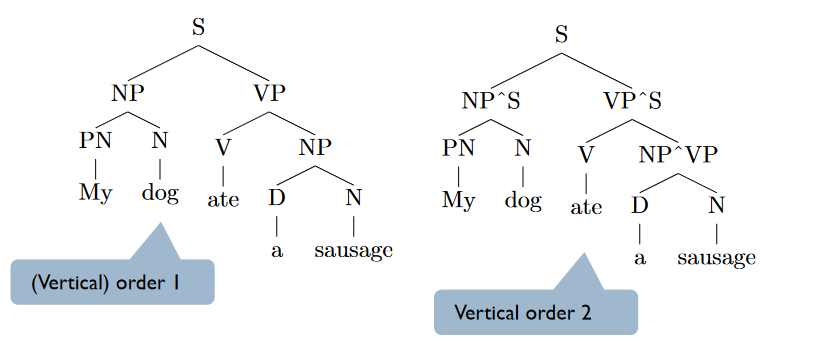 S
NP VP
PN N V NP
My dog ate D N
a sausage
(Vertical) order 1
S
NP^S VP^S
PN N V NP^VP
My dog ate D N
a sausage
Vertical order 2